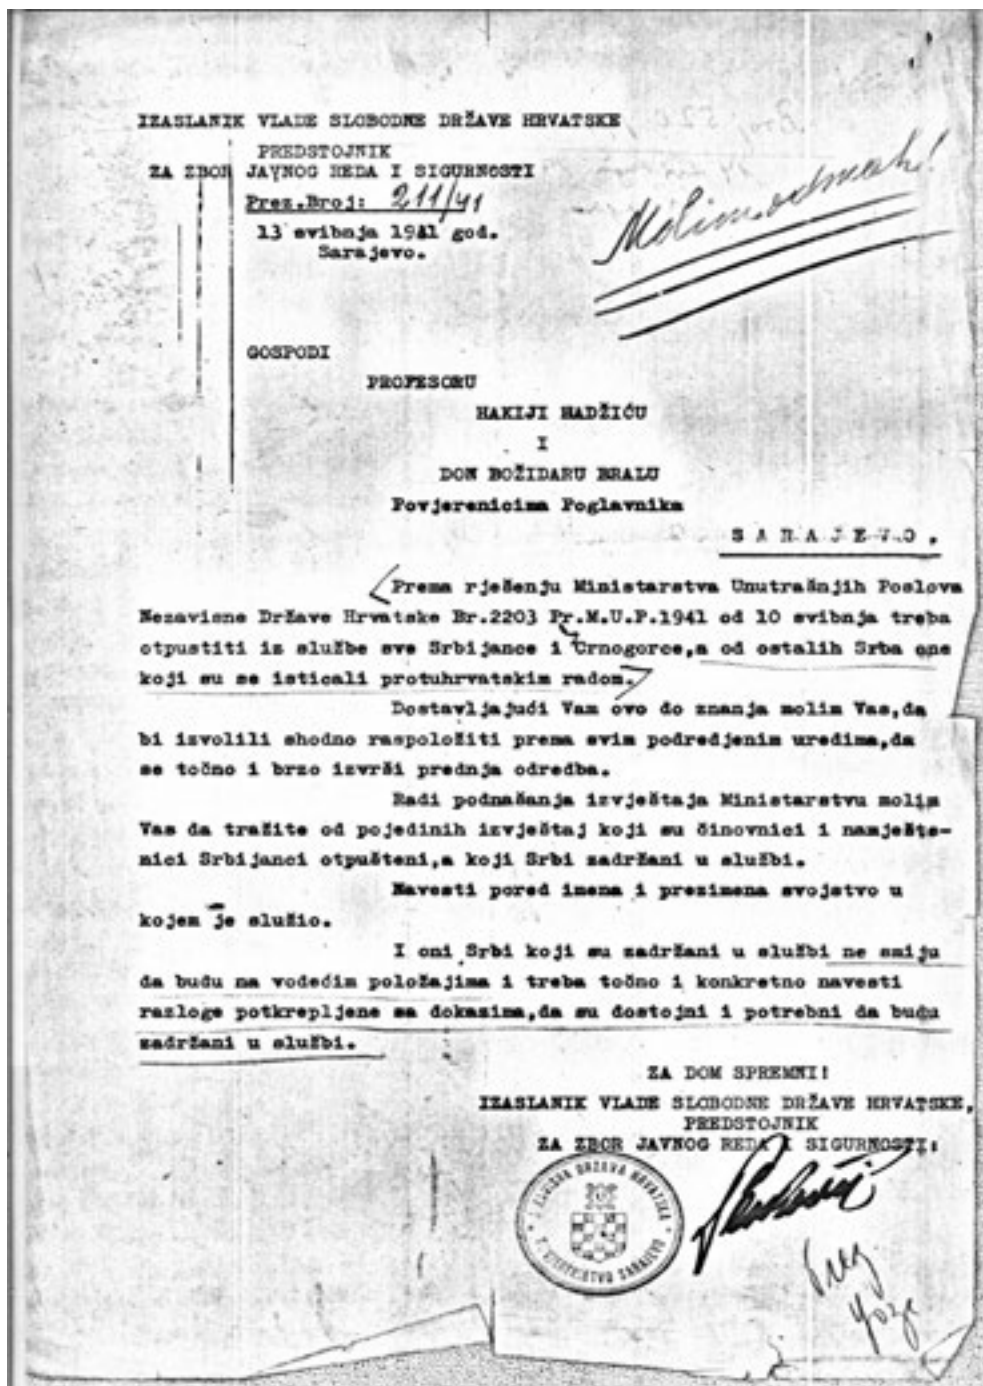 IZASLANIK VLADE SLOBODNE DRŽAVE HRVATSKE
PREDSTOJNIK
ZA ZBOR JAVNOG REDA I SIGURNOSTI
Prez.Broj: 211/41
13 svibnja 1941 god.
Sarajevo.
Molim odmah!
GOSPODI
PROFESORU
HAKIJI HADŽIĆU
I
DON BOŽIDARU BRALU
Povjerenicima Poglavnika
SARAJEVO.
Prema rješenju Ministarstva Unutrašnjih Poslova
Nezavisne Države Hrvatske Br.2203 Pr.M.U.P.1941 od 10 svibnja treba
otpustiti iz službe sve Srbijance i Crnogorce,a od ostalih Srba one
koji su se isticali protuhrvatskim radom.
Dostavljajući Vam ovo do znanja molim Vas,da
bi izvolili shodno raspoložiti prema svim podredjenim uredima,da
se točno i brzo izvrši prednja odredba.
Radi podnašanja izvještaja Ministarstvu molim
Vas da tražite od pojedinih izvještaj koji su činovnici i namješte-
nici Srbijanci otpušteni,a koji Srbi zadržani u službi.
Navesti pored imena i prezimena svojstvo u
kojem je služio.
I oni Srbi koji su zadržani u službi ne smiju
da budu na vodećim položajima i treba točno i konkretno navesti
razloge potkrepljene sa dokazima,da su dostojni i potrebni da budu
zadržani u službi.
ZA DOM SPREMNI!
IZASLANIK VLADE SLOBODNE DRŽAVE HRVATSKE,
PREDSTOJNIK
ZA ZBOR JAVNOG REDA I SIGURNOSTI:
DRŽAVA HRVATSKA
SARAJEVO